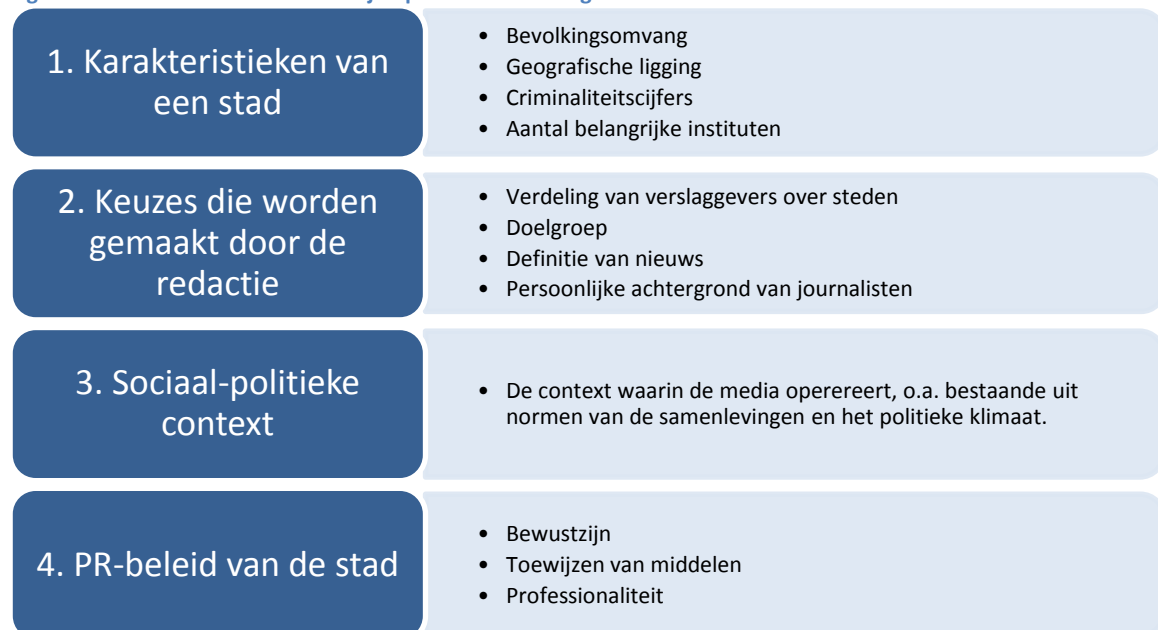 1. Karakteristieken van
een stad
• Bevolkingsomvang
• Geografische ligging
• Criminaliteitscijfers
• Aantal belangrijke instituten
2. Keuzes die worden
gemaakt door de
redactie
• Verdeling van verslaggevers over steden
• Doelgroep
• Definitie van nieuws
• Persoonlijke achtergrond van journalisten
3. Sociaal-politieke
context
• De context waarin de media operereert, o.a. bestaande uit
normen van de samenlevingen en het politieke klimaat.
4. PR-beleid van de stad
• Bewustzijn
• Toewijzen van middelen
• Professionaliteit